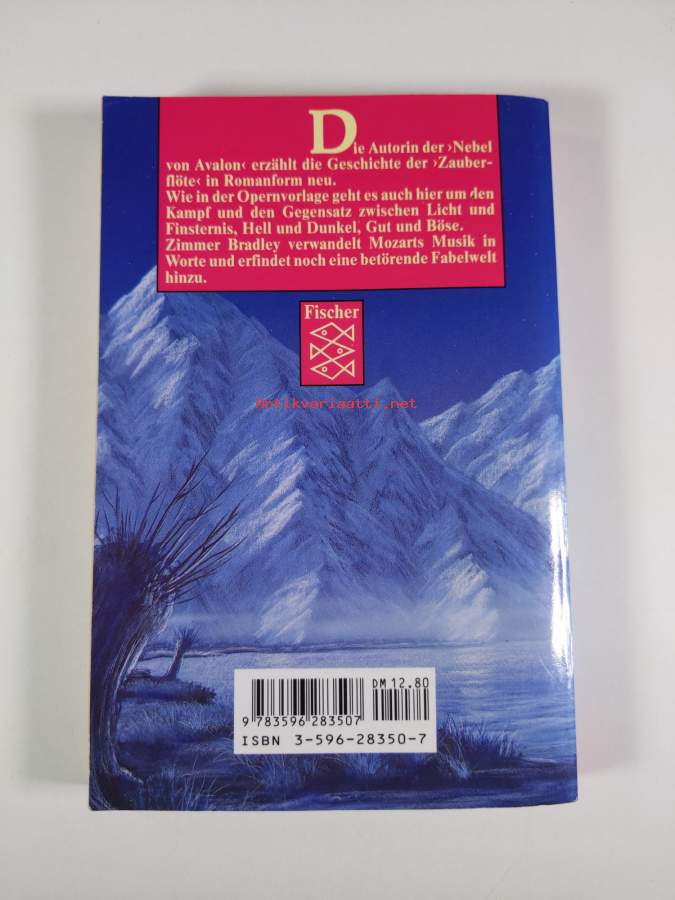 Die Autorin der ›Nebel
von Avalon‹ erzählt die Geschichte der ›Zauber-
flöte‹ in Romanform neu.
Wie in der Opernvorlage geht es auch hier um den
Kampf und den Gegensatz zwischen Licht und
Finsternis, Hell und Dunkel, Gut und Böse.
Zimmer Bradley verwandelt Mozarts Musik in
Worte und erfindet noch eine betörende Fabelwelt
hinzu.
Fischer
Antikvariaatti.net
DM 12.80
9 783596 283507
ISBN 3-596-28350-7